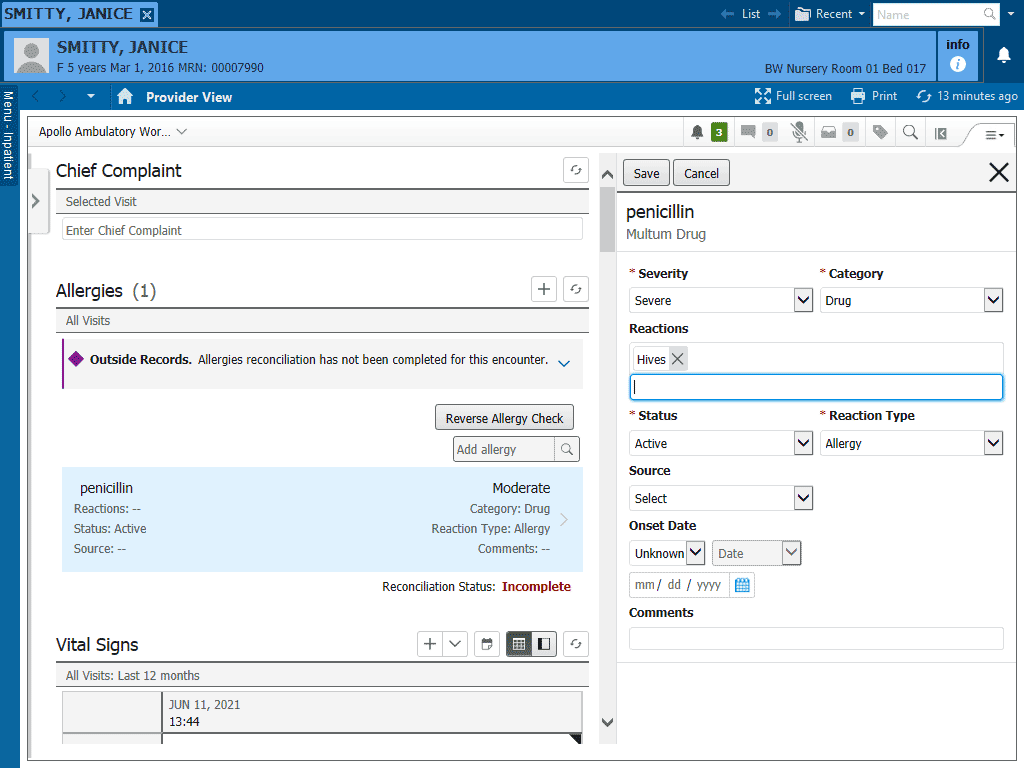 SMITTY, JANICE
List
Recent
Name
SMITTY, JANICE
F 5 years Mar 1, 2016 MRN: 00007990
BW Nursery Room 01 Bed 017
info
Menu - Inpatient
Provider View
Full screen
Print
13 minutes ago
Apollo Ambulatory Wor...
3
0
0
Chief Complaint
Selected Visit
Enter Chief Complaint
Allergies (1)
All Visits
Outside Records. Allergies reconciliation has not been completed for this encounter.
Reverse Allergy Check
Add allergy
penicillin Moderate
Reactions: -- Category: Drug
Status: Active Reaction Type: Allergy
Source: -- Comments: --
Reconciliation Status: Incomplete
Vital Signs
All Visits: Last 12 months
JUN 11, 2021
13:44
Save Cancel
penicillin
Multum Drug
* Severity * Category
Severe Drug
Reactions
Hives
* Status * Reaction Type
Active Allergy
Source
Select
Onset Date
Unknown Date
mm / dd / yyyy
Comments